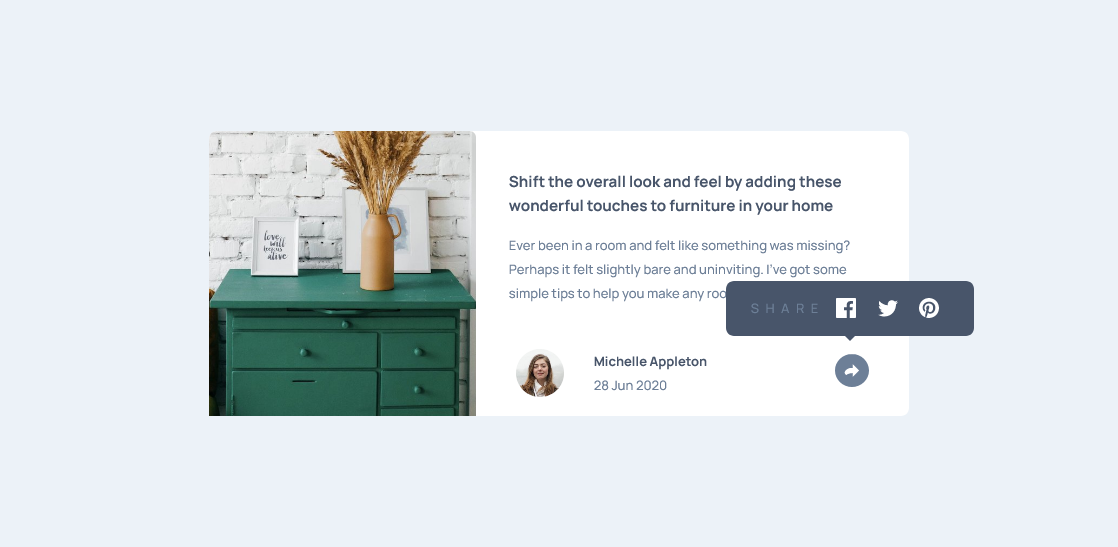 love
will
keep us
alive
Shift the overall look and feel by adding these
wonderful touches to furniture in your home
Ever been in a room and felt like something was missing?
Perhaps it felt slightly bare and uninviting. I've got some
simple tips to help you make any
SHARE
Michelle Appleton
28 Jun 2020